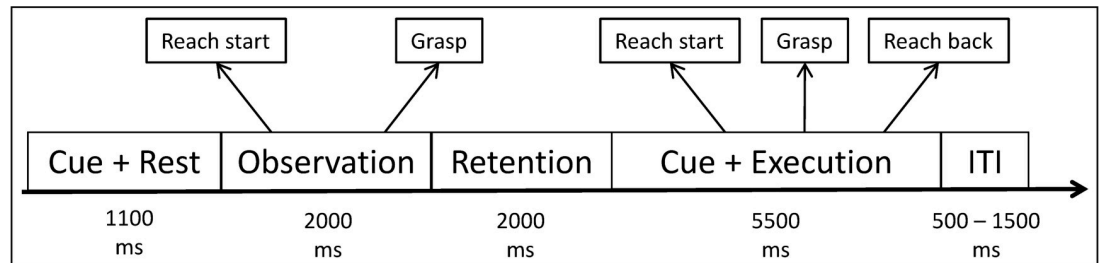 Reach start
Grasp
Reach start
Grasp
Reach back
Cue + Rest
Observation
Retention
Cue + Execution
ITI
1100
ms
2000
ms
2000
ms
5500
ms
500 – 1500
ms